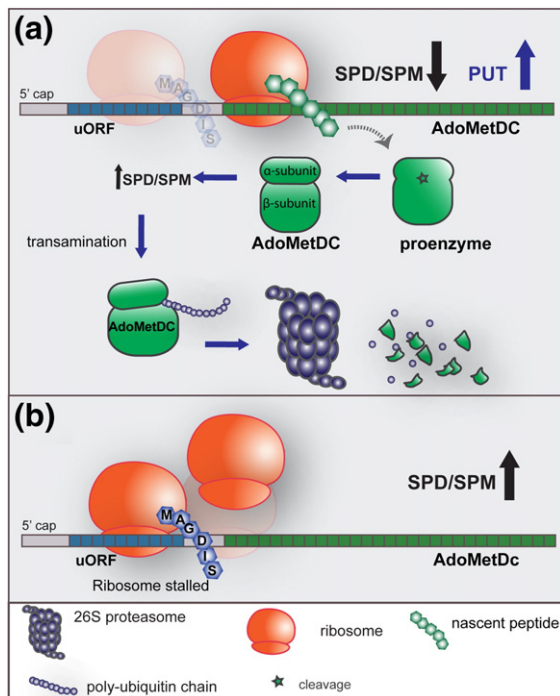 (a)
SPD/SPM
PUT
5' cap
M A G D I S
uORF
AdoMetDC
SPD/SPM
α-subunit
β-subunit
AdoMetDC
proenzyme
transamination
AdoMetDC
(b)
SPD/SPM
5' cap
M A G D I S
uORF
AdoMetDc
Ribosome stalled
26S proteasome
ribosome
nascent peptide
poly-ubiquitin chain
cleavage